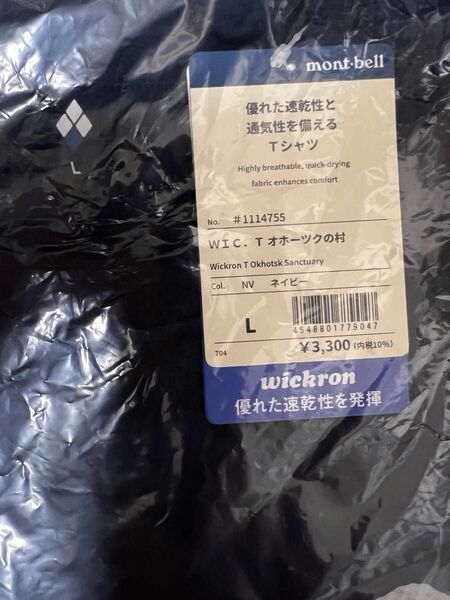 L
mont-bell
優れた速乾性と
通気性を備える
Tシャツ
Highly breathable, quick-drying
fabric enhances comfort
No. #1114755
WIC. T オホーツクの村
Wickron T Okhotsk Sanctuary
Col. NV ネイビー
L
4548801779047
704
¥3,300 (内税10%)
wickron
優れた速乾性を発揮